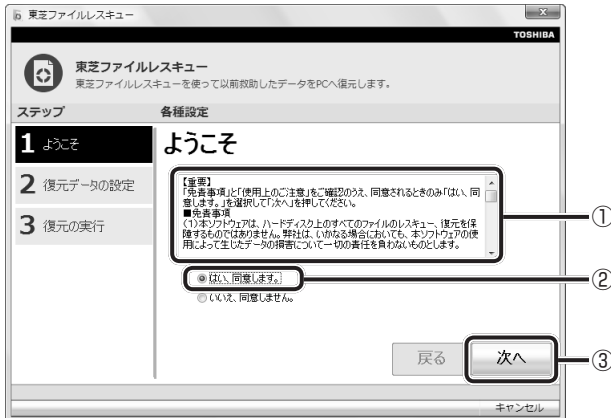 東芝ファイルレスキュー
TOSHIBA
東芝ファイルレスキュー
東芝ファイルレスキューを使って以前救助したデータをPCへ復元します。
ステップ
各種設定
1 ようこそ
2 復元データの設定
3 復元の実行
ようこそ
【重要】
「免責事項」と「使用上のご注意」をご確認のうえ、同意されるときのみ「はい、同
意します。」を選択して「次へ」を押してください。
■免責事項
(1)本ソフトウェアは、ハードディスク上のすべてのファイルのレスキュー、復元を保
障するものではありません。弊社は、いかなる場合においても、本ソフトウェアの使
用によって生じたデータの損害について一切の責任を負わないものとします。
①
はい、同意します。
②
いいえ、同意しません。
戻る
次へ
③
キャンセル